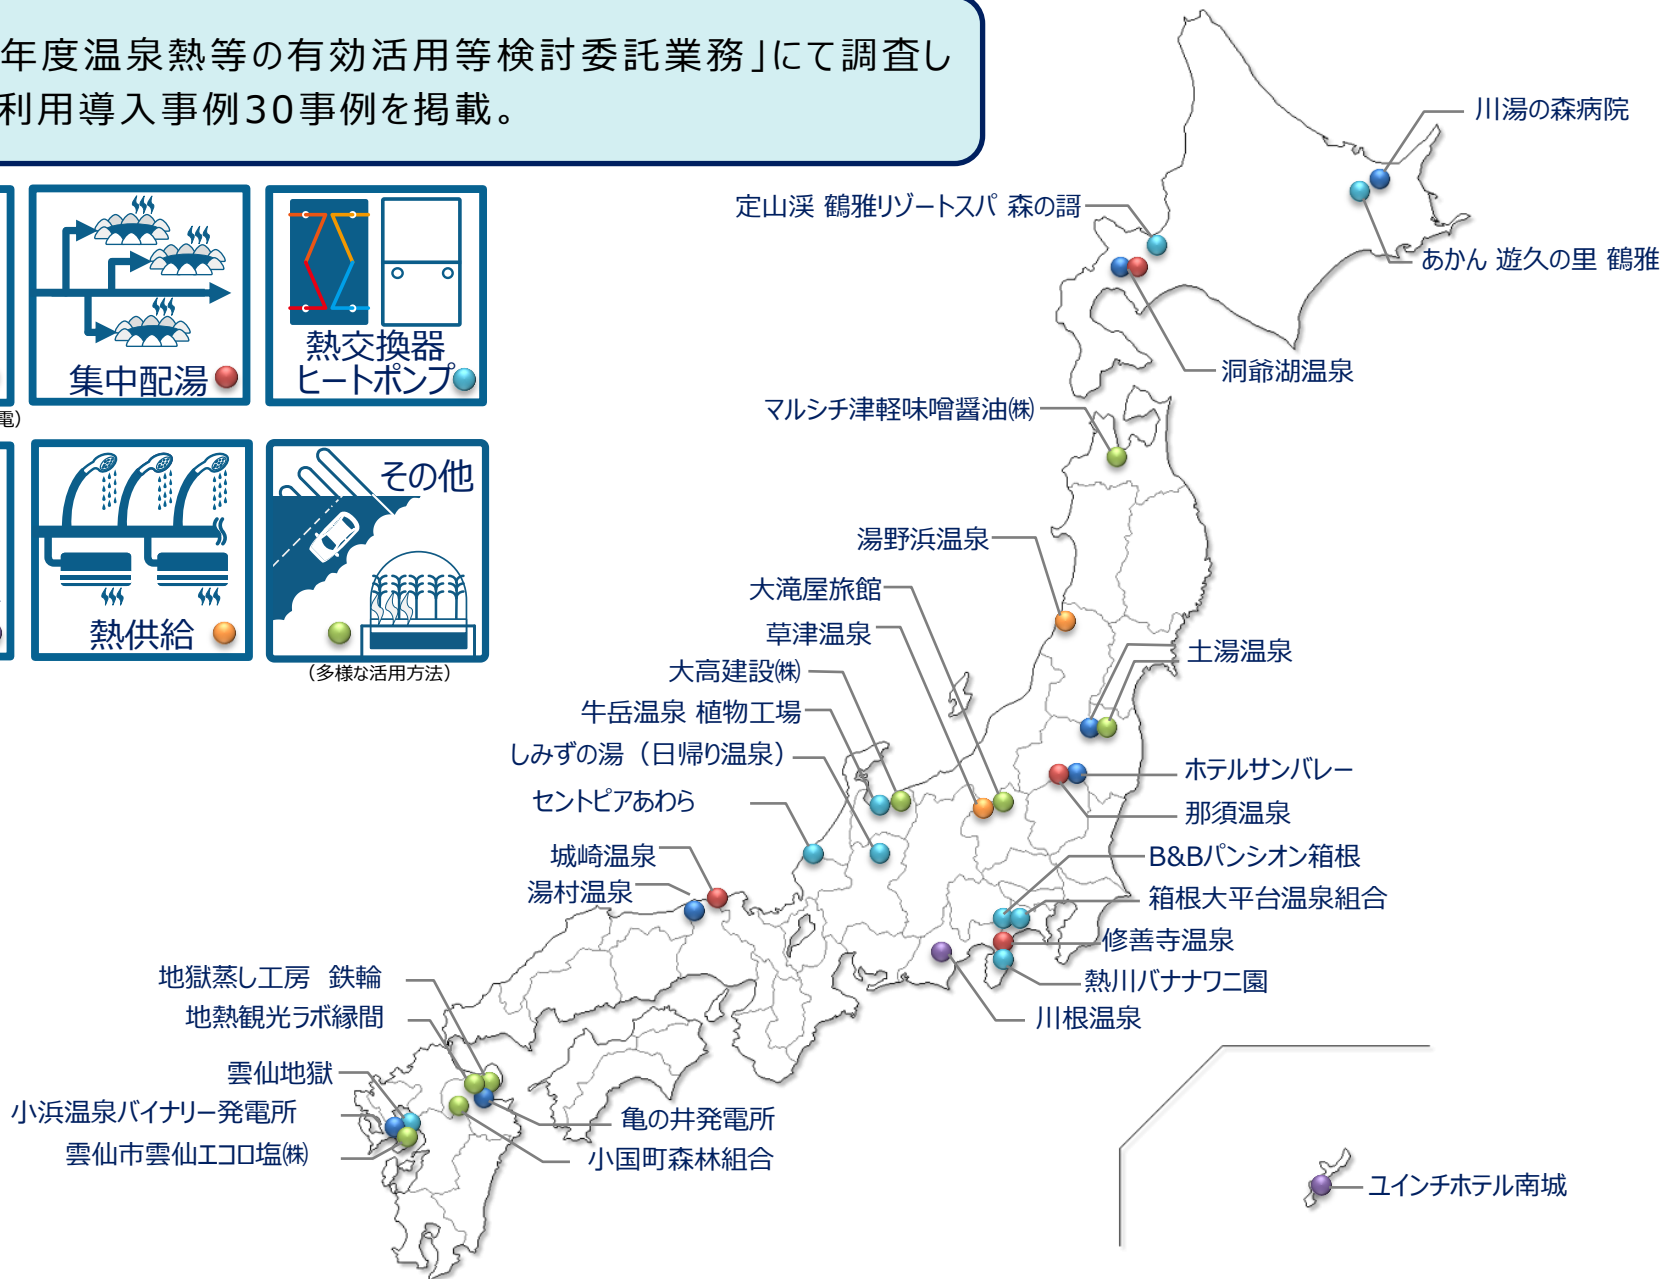 年度温泉熱等の有効活用等検討委託業務」にて調査し
利用導入事例30事例を掲載。
集中配湯
熱交換器
ヒートポンプ
電）
熱供給
その他
（多様な活用方法）
川湯の森病院
定山渓 鶴雅リゾートスパ 森の謌
あかん 遊久の里 鶴雅
洞爺湖温泉
マルシチ津軽味噌醤油㈱
湯野浜温泉
大滝屋旅館
草津温泉
土湯温泉
大高建設㈱
牛岳温泉 植物工場
しみずの湯（日帰り温泉）
ホテルサンバレー
セントピアあわら
那須温泉
城崎温泉
B&Bパンシオン箱根
湯村温泉
箱根大平台温泉組合
修善寺温泉
地獄蒸し工房　鉄輪
熱川バナナワニ園
地熱観光ラボ縁間
川根温泉
雲仙地獄
小浜温泉バイナリー発電所
亀の井発電所
雲仙市雲仙エコロ塩㈱
小国町森林組合
ユインチホテル南城